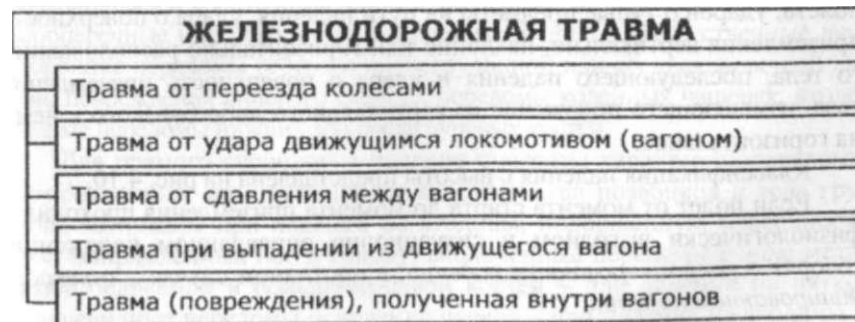 ЖЕЛЕЗНОДОРОЖНАЯ ТРАВМА
Травма от переезда колесами
Травма от удара движущимся локомотивом (вагоном)
Травма от сдавления между вагонами
Травма при выпадении из движущегося вагона
Травма (повреждения), полученная внутри вагонов